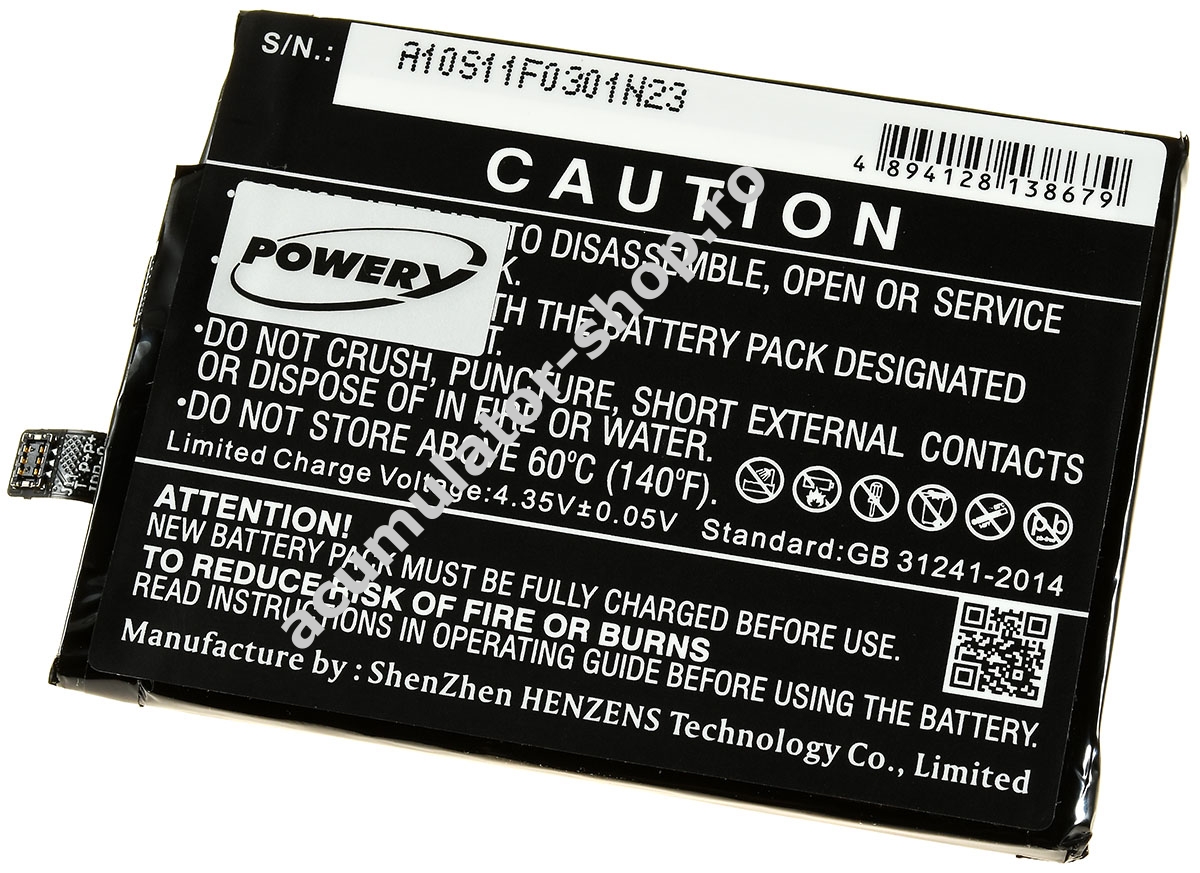 S/N.:
A10S11F0301N23
4 894128 138679
CAUTION
TO DISASSEMBLE, OPEN OR SERVICE
K.
TH THE BATTERY PACK DESIGNATED
T.
POWERY
•DO NOT CRUSH, PUNCTURE, SHORT EXTERNAL CONTACTS
OR DISPOSE OF IN FIRE OR WATER.
•DO NOT STORE ABOVE 60°C (140°F).
Limited Charge Voltage:4.35V±0.05V
Standard:GB 31241-2014
ATTENTION!
NEW BATTERY PACK MUST BE FULLY CHARGED BEFORE USE.
TO REDUCE RISK OF FIRE OR BURNS
READ INSTRUCTIONS IN OPERATING GUIDE BEFORE USING THE BATTERY.
Manufacture by : ShenZhen HENZENS Technology Co., Limited
acumulator-shop.ro